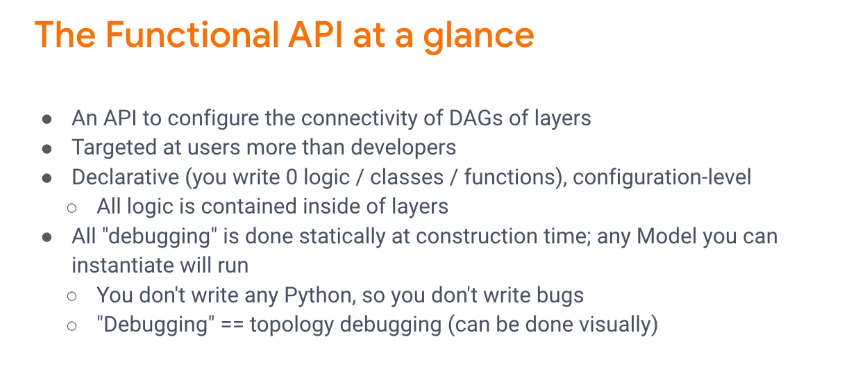 The Functional API at a glance
● An API to configure the connectivity of DAGs of layers
● Targeted at users more than developers
● Declarative (you write 0 logic / classes / functions), configuration-level
○ All logic is contained inside of layers
● All "debugging" is done statically at construction time; any Model you can
instantiate will run
○ You don't write any Python, so you don't write bugs
○ "Debugging" == topology debugging (can be done visually)